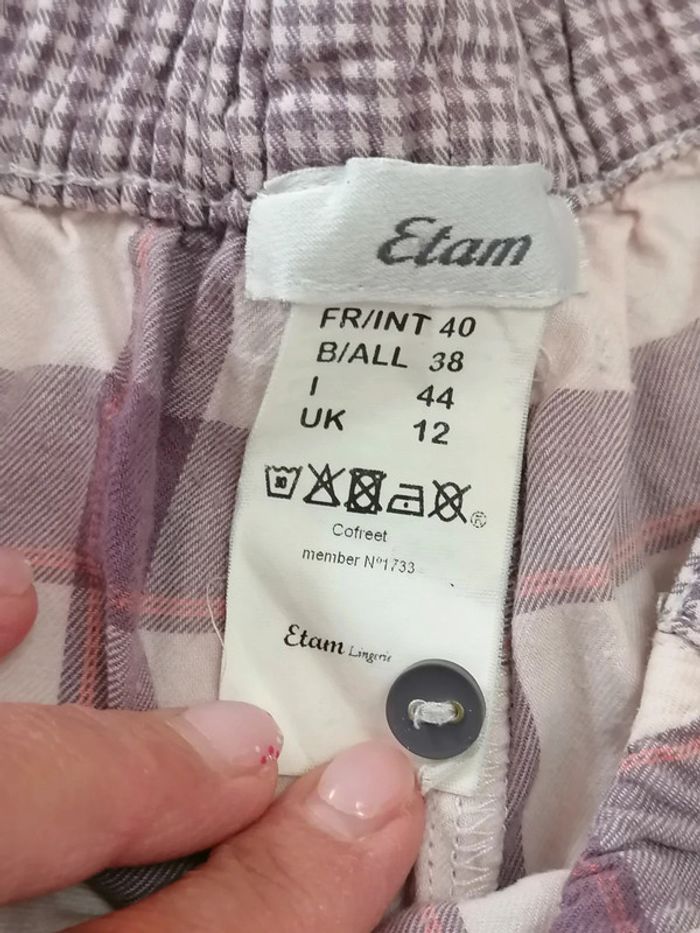 Etam
FR/INT 40
B/ALL 38
I 44
UK 12
Cofreet
member N°1733
Etam Lingerie